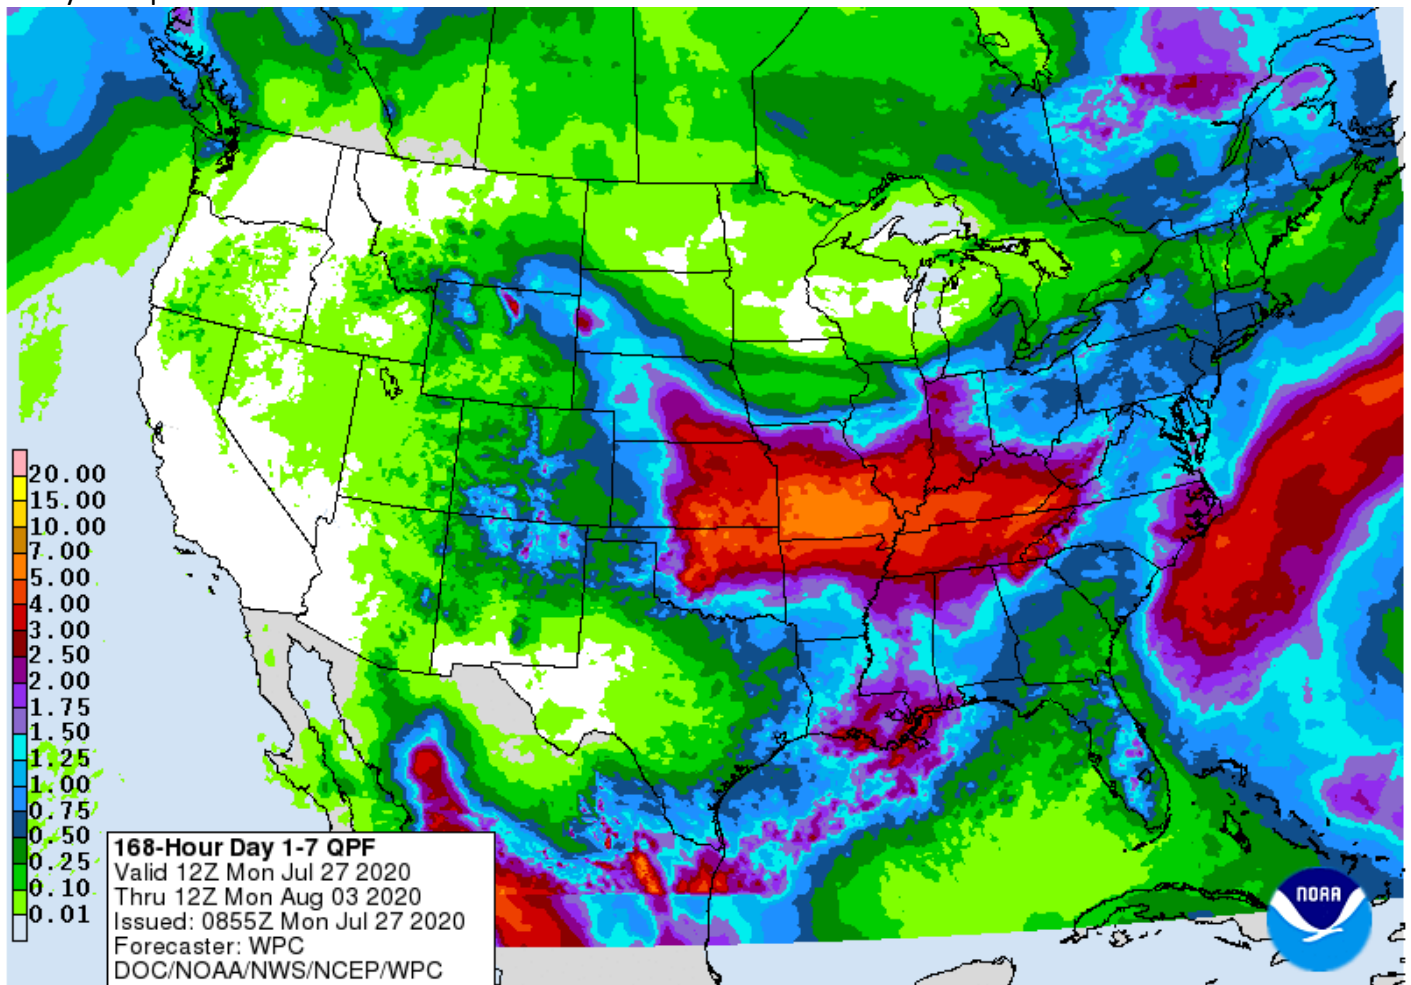 20.00
15.00
10.00
7.00
5.00
4.00
3.00
2.50
2.00
1.75
1.50
1.25
1.00
0.75
0.50
0.25
0.10
0.01
168-Hour Day 1-7 QPF
Valid 12Z Mon Jul 27 2020
Thru 12Z Mon Aug 03 2020
Issued: 0855Z Mon Jul 27 2020
Forecaster: WPC
DOC/NOAA/NWS/NCEP/WPC
NOAA